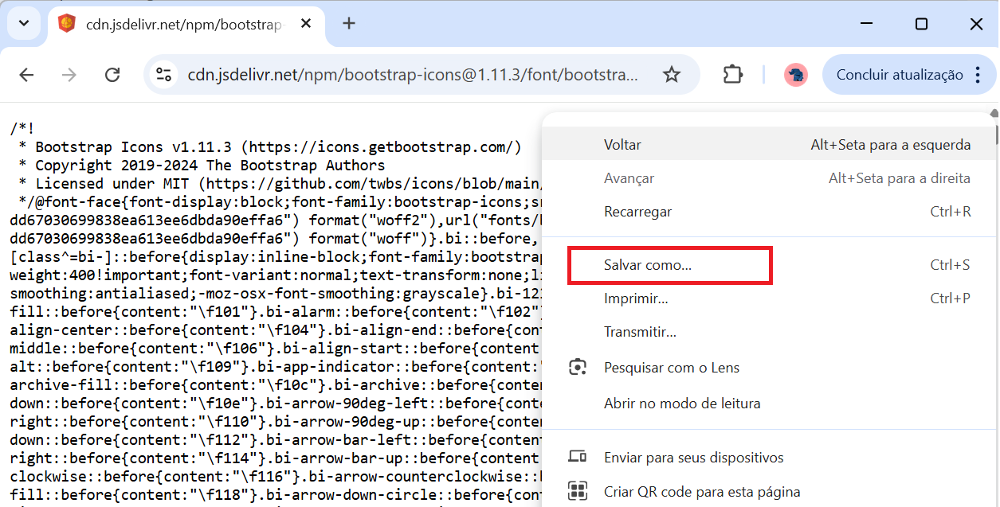 cdn.jsdelivr.net/npm/bootstrap-
cdn.jsdelivr.net/npm/bootstrap-icons@1.11.3/font/bootstra...
Concluir atualização
/*!
* Bootstrap Icons v1.11.3 (https://icons.getbootstrap.com/)
* Copyright 2019-2024 The Bootstrap Authors
* Licensed under MIT (https://github.com/twbs/icons/blob/main/
*/@font-face{font-display:block;font-family:bootstrap-icons;sr
dd67030699838ea613ee6dbda90effa6") format("woff2"),url("fonts/b
dd67030699838ea613ee6dbda90effa6") format("woff")}.bi::before,
[class^=bi-]::before{display:inline-block;font-family:bootstrap
weight:400!important;font-variant:normal;text-transform:none;li
smoothing:antialiased;-moz-osx-font-smoothing:grayscale}.bi-12
fill::before{content:"\f101"}.bi-alarm::before{content:"\f102"
align-center::before{content:"\f104"}.bi-align-end::before{cont
middle::before{content:"\f106"}.bi-align-start::before{content
alt::before{content:"\f109"}.bi-app-indicator::before{content:"
archive-fill::before{content:"\f10c"}.bi-archive::before{conten
down::before{content:"\f10e"}.bi-arrow-90deg-left::before{conte
right::before{content:"\f110"}.bi-arrow-90deg-up::before{conten
down::before{content:"\f112"}.bi-arrow-bar-left::before{content
right::before{content:"\f114"}.bi-arrow-bar-up::before{content
clockwise::before{content:"\f116"}.bi-arrow-counterclockwise::b
fill::before{content:"\f118"}.bi-arrow-down-circle::before{cont
Voltar Alt+Seta para a esquerda
Avançar Alt+Seta para a direita
Recarregar Ctrl+R
Salvar como... Ctrl+S
Imprimir... Ctrl+P
Transmitir...
Pesquisar com o Lens
Abrir no modo de leitura
Enviar para seus dispositivos
Criar QR code para esta página